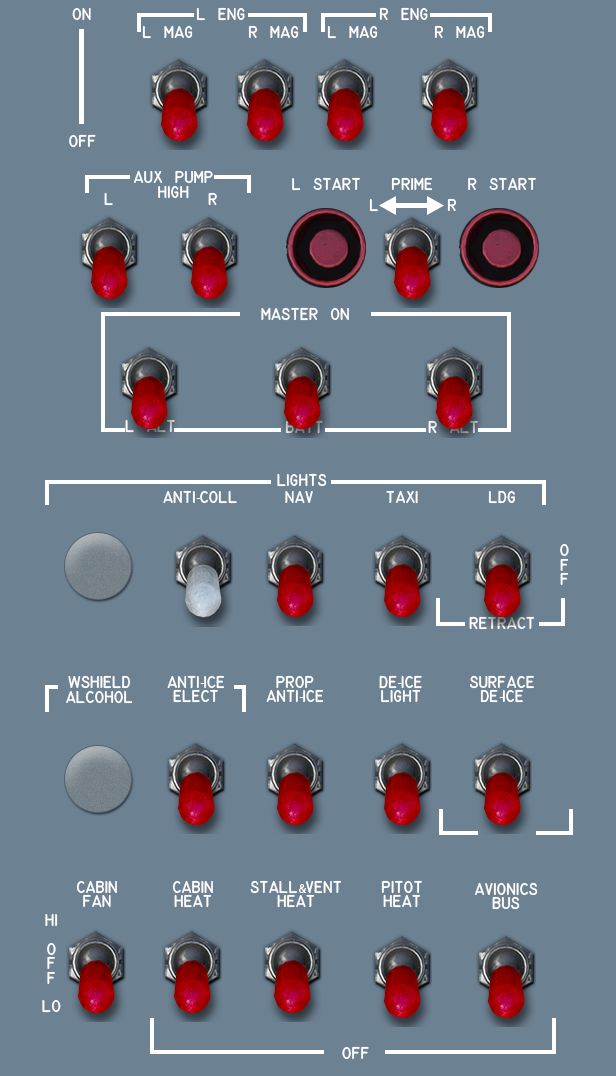 ON
L ENG
R ENG
L MAG
R MAG
L MAG
R MAG
OFF
AUX PUMP
HIGH
L
R
L START
PRIME
R START
L
R
MASTER ON
L ALT
BATT
R ALT
LIGHTS
ANTI-COLL
NAV
TAXI
LDG
OFF
RETRACT
WSHIELD
ALCOHOL
ANTI-ICE
ELECT
PROP
ANTI-ICE
DE-ICE
LIGHT
SURFACE
DE-ICE
CABIN
FAN
CABIN
HEAT
STALL&VENT
HEAT
PITOT
HEAT
AVIONICS
BUS
HI
OFF
LO
OFF